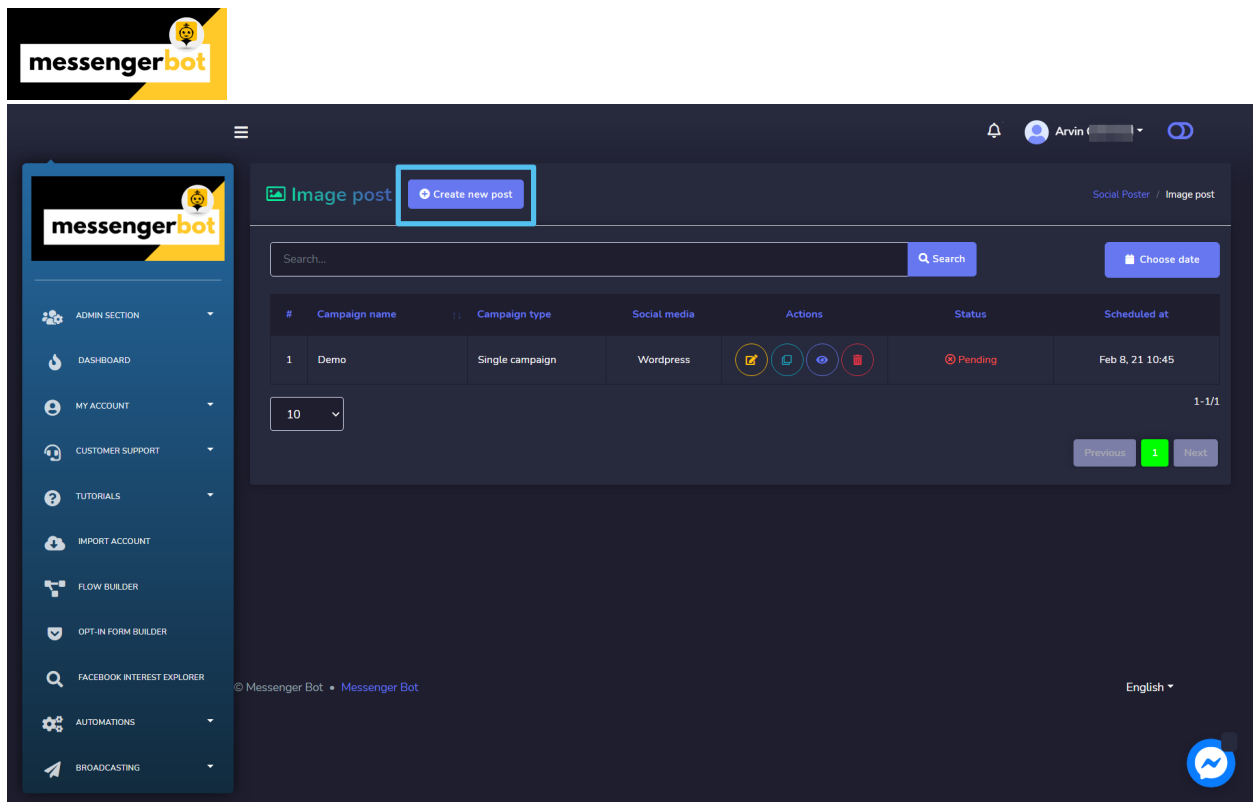 messengerbot
Arvin
messengerbot
Image post
Create new post
Social Poster / Image post
Search...
Search
Choose date
# Campaign name Campaign type Social media Actions Status Scheduled at
1 Demo Single campaign Wordpress Pending Feb 8, 21 10:45
10
1-1/1
Previous 1 Next
ADMIN SECTION
DASHBOARD
MY ACCOUNT
CUSTOMER SUPPORT
TUTORIALS
IMPORT ACCOUNT
FLOW BUILDER
OPT-IN FORM BUILDER
FACEBOOK INTEREST EXPLORER
AUTOMATIONS
BROADCASTING
© Messenger Bot • Messenger Bot
English